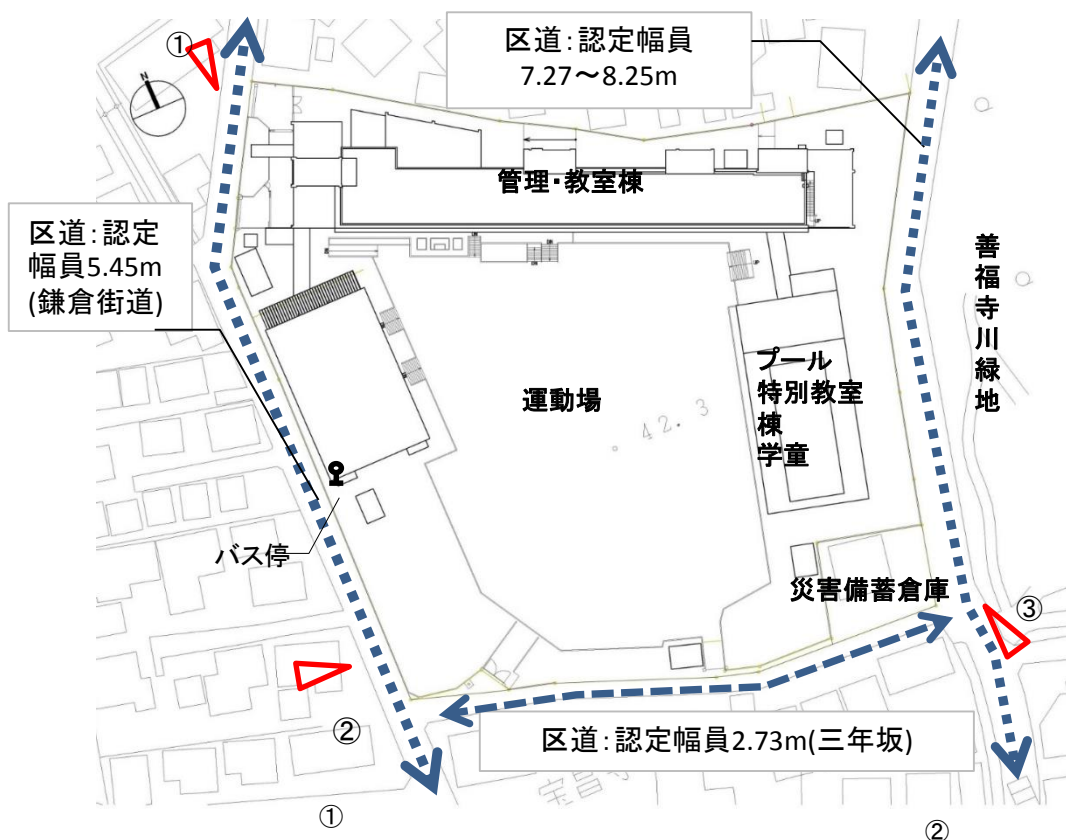 ①
N
区道:認定幅員
7.27～8.25m
管理・教室棟
区道:認定
幅員5.45m
(鎌倉街道)
善福寺川緑地
プール
特別教室
棟
学童
運動場
42.3
バス停
災害備蓄倉庫
③
②
区道:認定幅員2.73m(三年坂)
宝昌
①
②